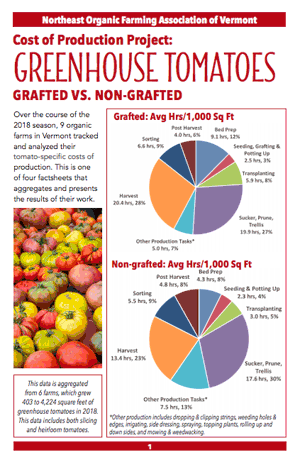 Northeast Organic Farming Association of Vermont
Cost of Production Project:
GREENHOUSE TOMATOES
GRAFTED VS. NON-GRAFTED
Over the course of the
2018 season, 9 organic
farms in Vermont tracked
and analyzed their
tomato-specific costs of
production. This is one
of four factsheets that
aggregates and presents
the results of their work.
This data is aggregated
from 6 farms, which grew
403 to 4,224 square feet of
greenhouse tomatoes in 2018.
This data includes both slicing
and heirloom tomatoes.
Grafted: Avg Hrs/1,000 Sq Ft
Post Harvest
4.0 hrs, 6%
Bed Prep
9.1 hrs, 12%
Seeding, Grafting &
Potting Up
2.5 hrs, 3%
Transplanting
5.9 hrs, 8%
Sucker, Prune,
Trellis
19.9 hrs, 27%
Other Production Tasks*
5.0 hrs, 7%
Harvest
20.4 hrs, 28%
Sorting
6.6 hrs, 9%
Non-grafted: Avg Hrs/1,000 Sq Ft
Post Harvest
4.8 hrs, 8%
Bed Prep
4.3 hrs, 8%
Seeding & Potting Up
2.3 hrs, 4%
Transplanting
3.0 hrs, 5%
Sucker, Prune,
Trellis
17.6 hrs, 30%
Other Production Tasks*
7.5 hrs, 13%
Harvest
13.4 hrs, 23%
Sorting
5.5 hrs, 9%
*Other production includes dropping & clipping strings, weeding holes &
edges, irrigating, side dressing, spraying, topping plants, rolling up and
down sides, and mowing & weedwacking.
1